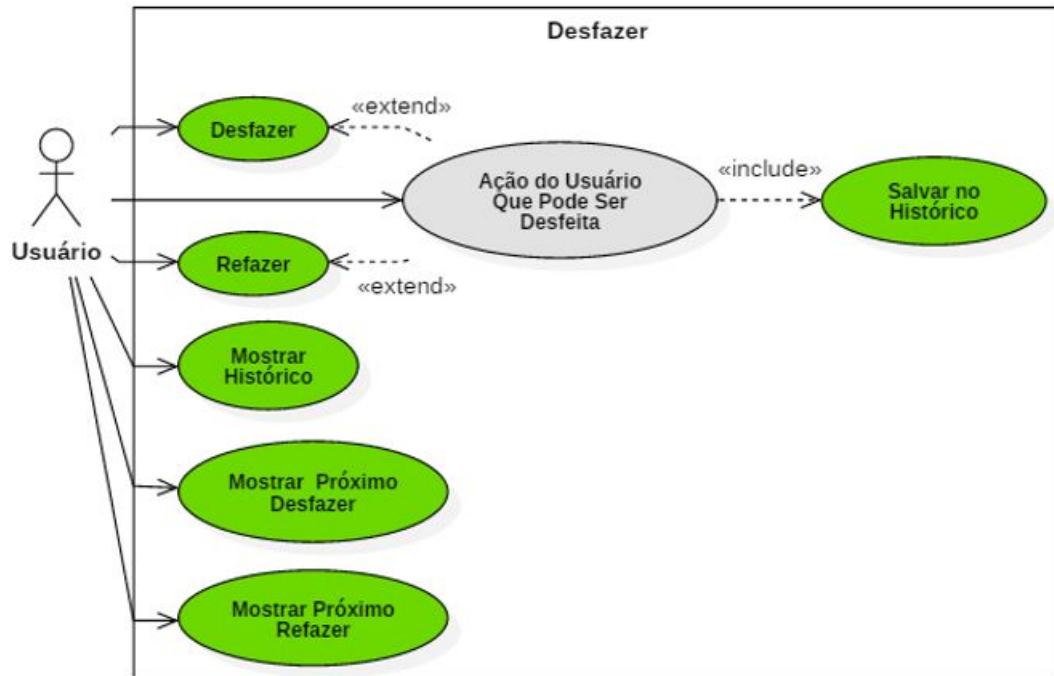 Desfazer
«extend»
Desfazer
Ação do Usuário
Que Pode Ser
Desfeita
«include»
Salvar no
Histórico
Usuário
Refazer
«extend»
Mostrar
Histórico
Mostrar Próximo
Desfazer
Mostrar Próximo
Refazer